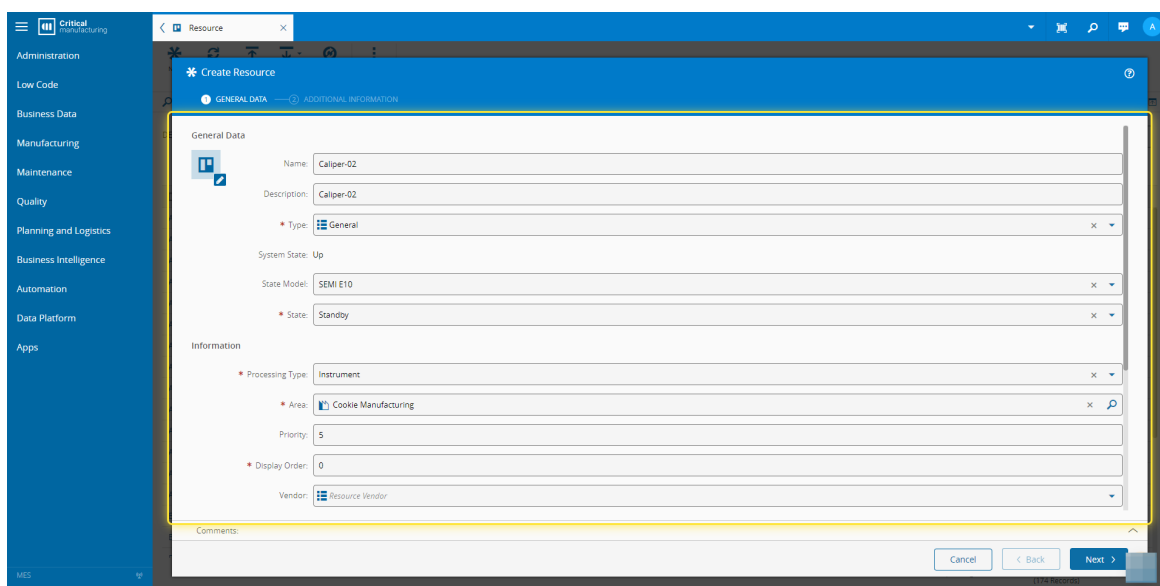 Critical
manufacturing
Resource
A
Administration
Low Code
Business Data
Manufacturing
Maintenance
Quality
Planning and Logistics
Business Intelligence
Automation
Data Platform
Apps
MES
Create Resource
1 GENERAL DATA 2 ADDITIONAL INFORMATION
General Data
Name: Caliper-02
Description: Caliper-02
* Type: General
System State: Up
State Model: SEMI E10
* State: Standby
Information
* Processing Type: Instrument
* Area: Cookie Manufacturing
Priority: 5
* Display Order: 0
Vendor: Resource Vendor
Comments:
Cancel < Back Next >
(174 Records)